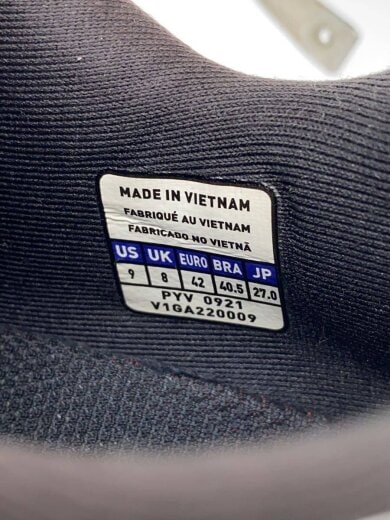 MADE IN VIETNAM
FABRIQUÉ AU VIETNAM
FABRICADO NO VIETNÃ
US UK EURO BRA JP
9 8 42 40.5 27.0
PYV 0921
V1GA220009